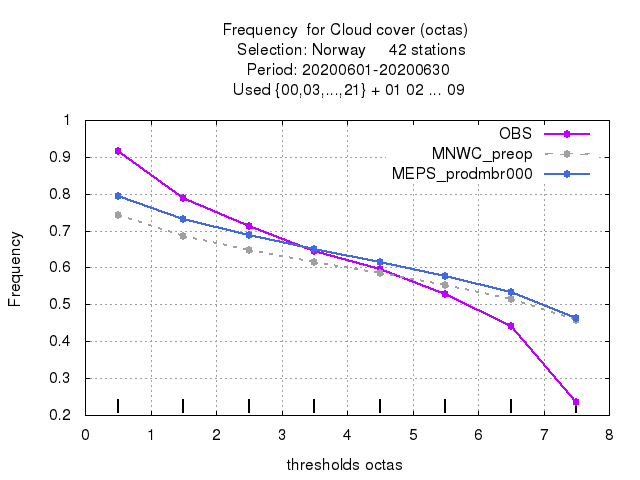 Frequency  for Cloud cover (octas)
Selection: Norway     42 stations
Period: 20200601-20200630
Used {00,03,...,21} + 01 02 ... 09
1
0.9
0.8
0.7
0.6
0.5
0.4
0.3
0.2
Frequency
OBS
MNWC_preop
MEPS_prodmbr000
0 1 2 3 4 5 6 7 8
thresholds octas